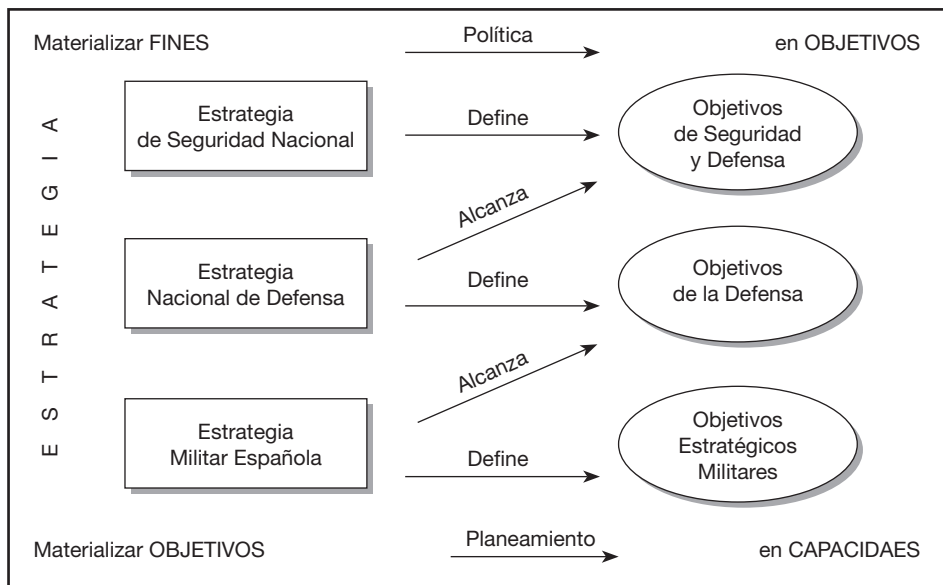 Materializar FINES
Política
en OBJETIVOS
ESTRATEGIA
Estrategia
de Seguridad Nacional
Define
Objetivos
de Seguridad
y Defensa
Alcanza
Estrategia
Nacional de Defensa
Define
Objetivos
de la Defensa
Alcanza
Estrategia
Militar Española
Define
Objetivos
Estratégicos
Militares
Materializar OBJETIVOS
Planeamiento
en CAPACIDAES